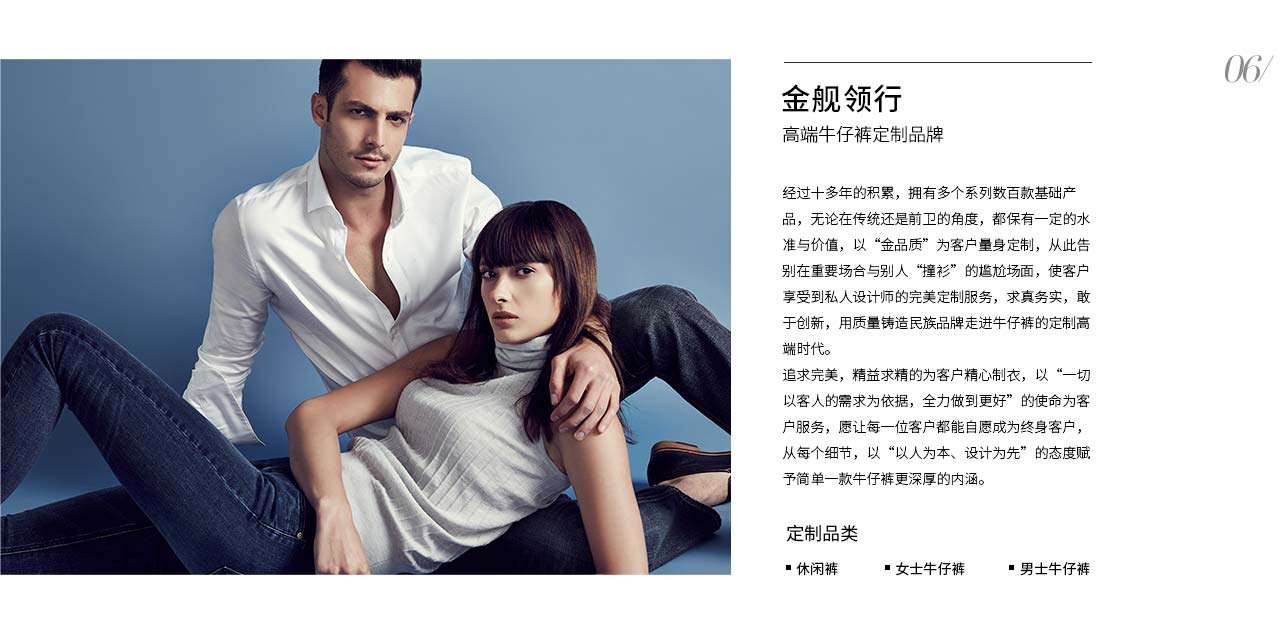 06/
金舰领行
高端牛仔裤定制品牌
经过十多年的积累，拥有多个系列数百款基础产
品，无论在传统还是前卫的角度，都保有一定的水
准与价值，以“金品质”为客户量身定制，从此告
别在重要场合与别人“撞衫”的尴尬场面，使客户
享受到私人设计师的完美定制服务，求真务实，敢
于创新，用质量铸造民族品牌走进牛仔裤的定制高
端时代。
追求完美，精益求精的为客户精心制衣，以“一切
以客人的需求为依据，全力做到更好”的使命为客
户服务，愿让每一位客户都能自愿成为终身客户，
从每个细节，以“以人为本、设计为先”的态度赋
予简单一款牛仔裤更深厚的内涵。
定制品类
休闲裤 女士牛仔裤 男士牛仔裤